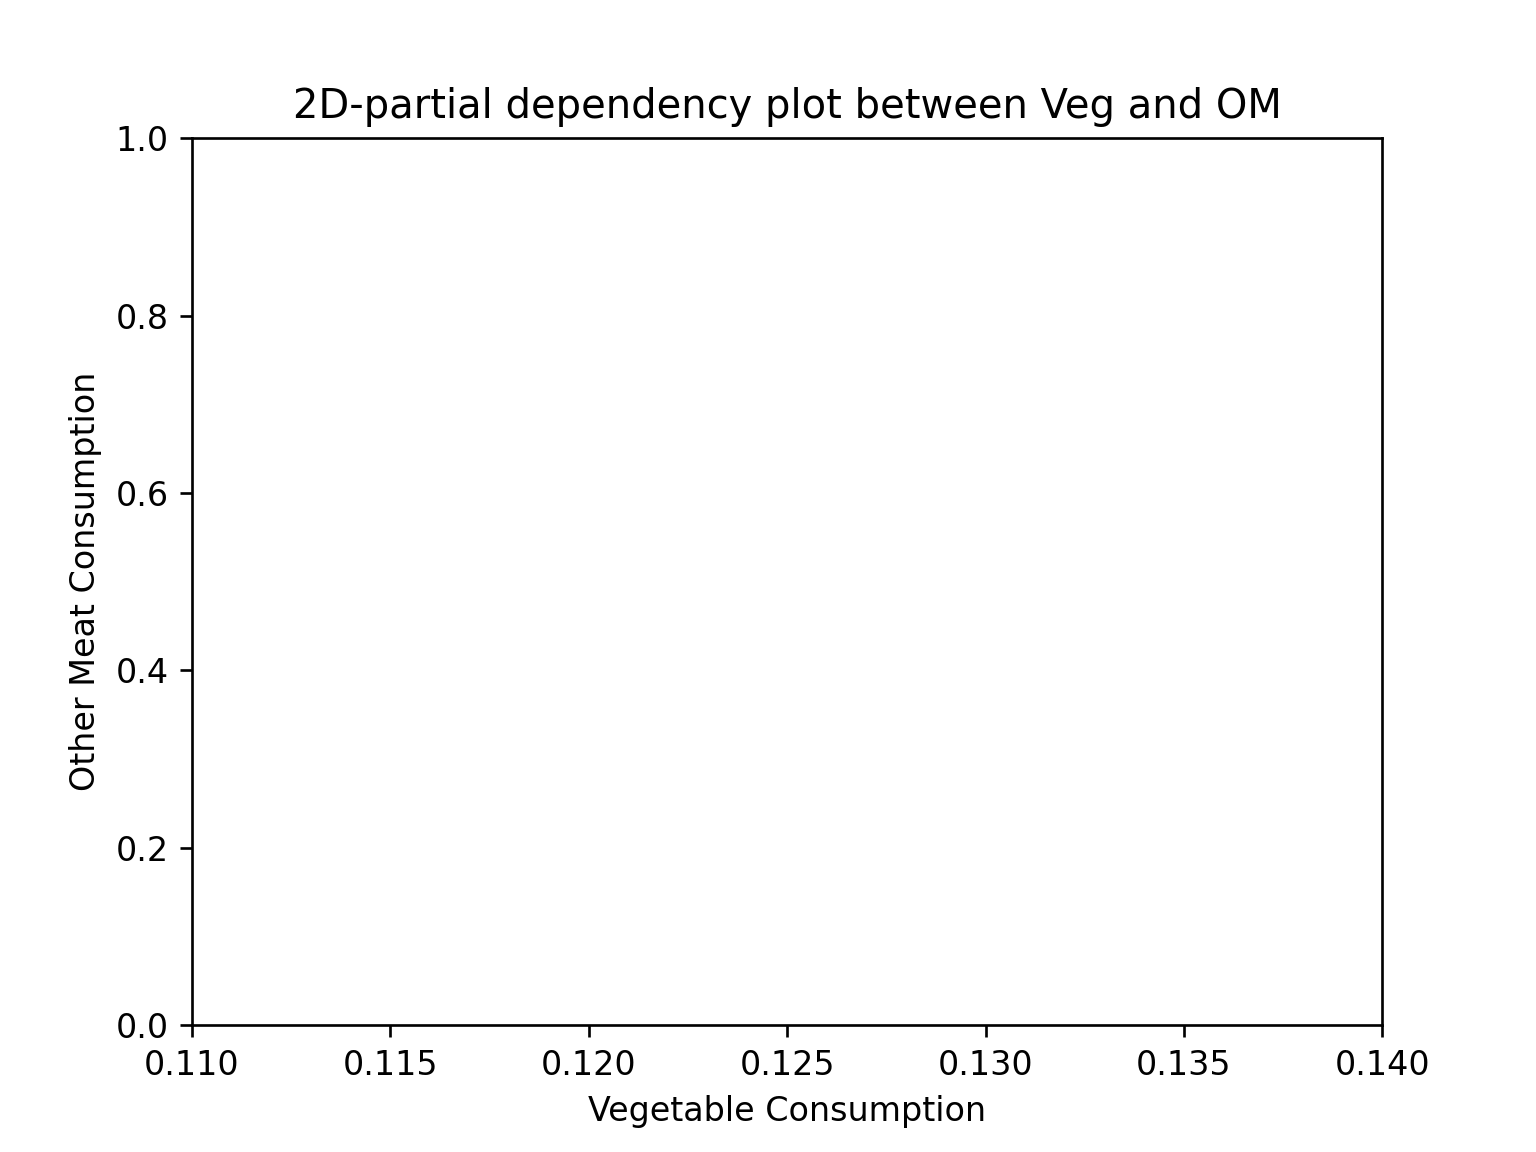 2D-partial dependency plot between Veg and OM
1.0
0.8
0.6
0.4
0.2
0.0
Other Meat Consumption
0.110 0.115 0.120 0.125 0.130 0.135 0.140
Vegetable Consumption